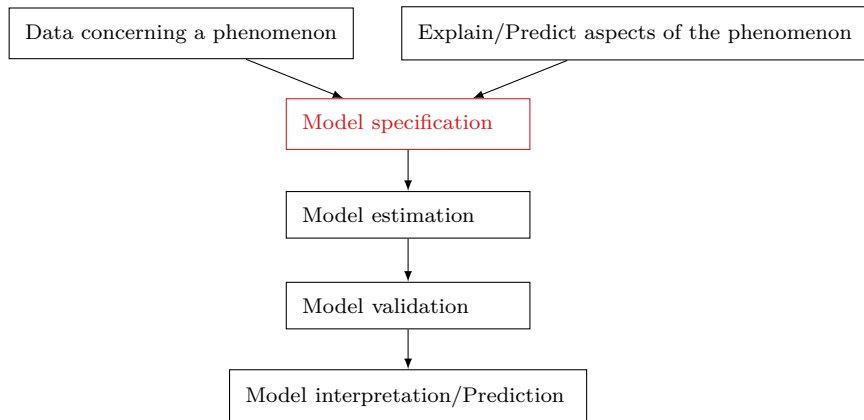 Data concerning a phenomenon
Explain/Predict aspects of the phenomenon
Model specification
Model estimation
Model validation
Model interpretation/Prediction